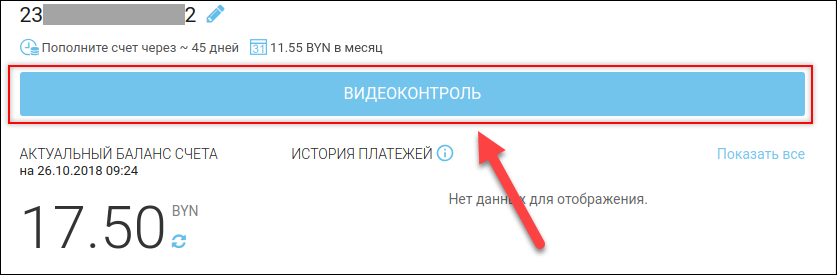 23 2
Пополните счет через ~ 45 дней 31 11.55 BYN в месяц
ВИДЕОКОНТРОЛЬ
АКТУАЛЬНЫЙ БАЛАНС СЧЕТА ИСТОРИЯ ПЛАТЕЖЕЙ Показать все
на 26.10.2018 09:24
Нет данных для отображения.
17.50 BYN